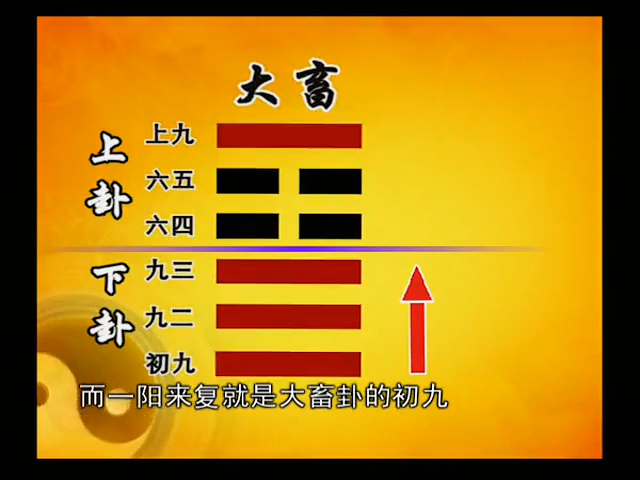 大畜
上卦
上九
六五
六四
下卦
九三
九二
初九
而一阳来复就是大畜卦的初九